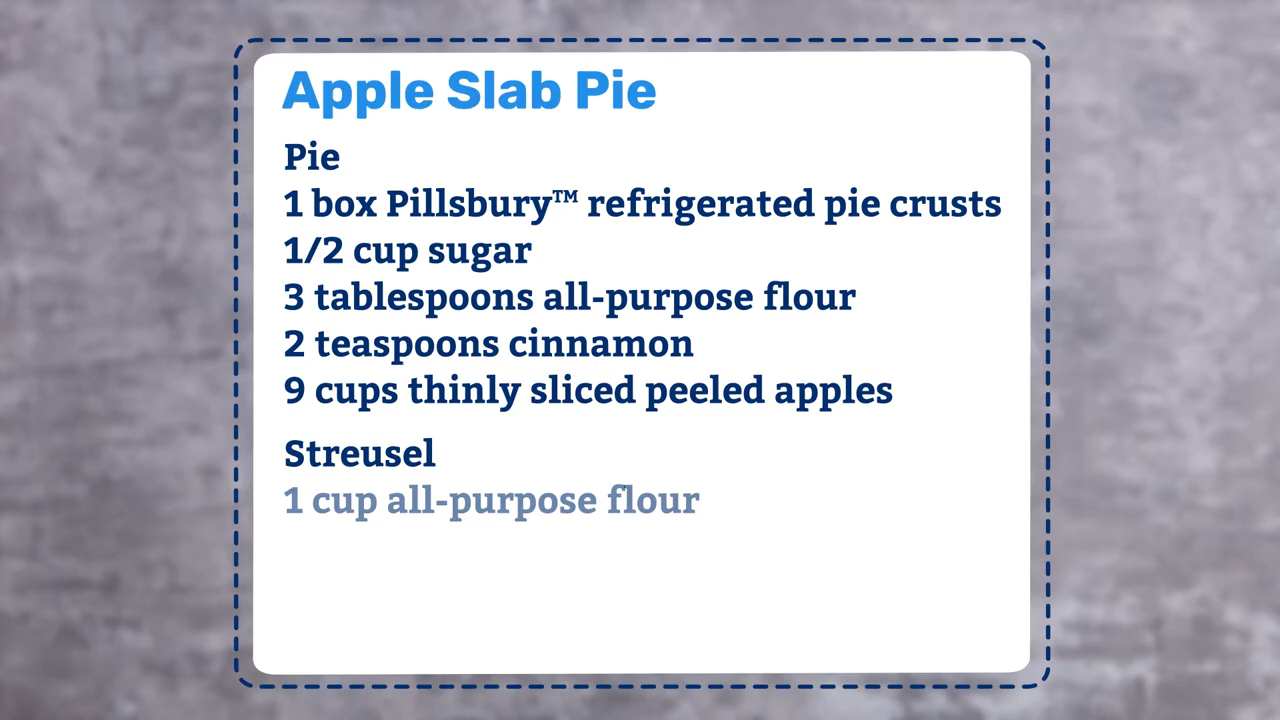 Apple Slab Pie
Pie
1 box Pillsbury™ refrigerated pie crusts
1/2 cup sugar
3 tablespoons all-purpose flour
2 teaspoons cinnamon
9 cups thinly sliced peeled apples
Streusel
1 cup all-purpose flour